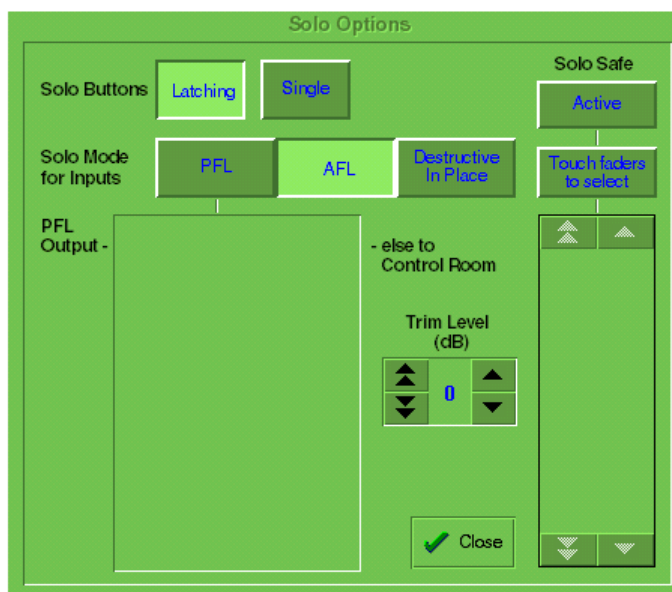 Solo Options
Solo Buttons
Latching
Single
Solo Safe
Active
Solo Mode
for Inputs
PFL
AFL
Destructive
In Place
Touch faders
to select
PFL
Output -
- else to
Control Room
Trim Level
(dB)
0
Close